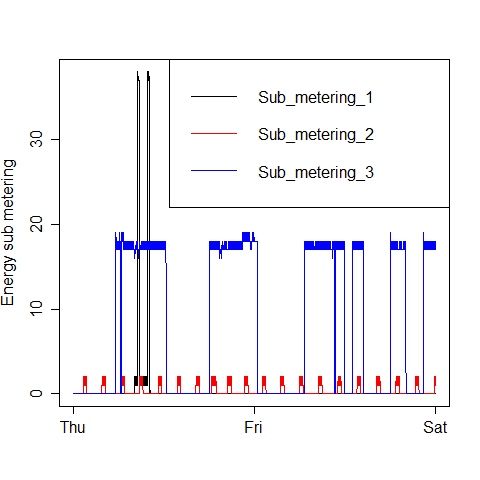 Sub_metering_1
Sub_metering_2
Sub_metering_3
Energy sub metering
30
20
10
0
Thu Fri Sat